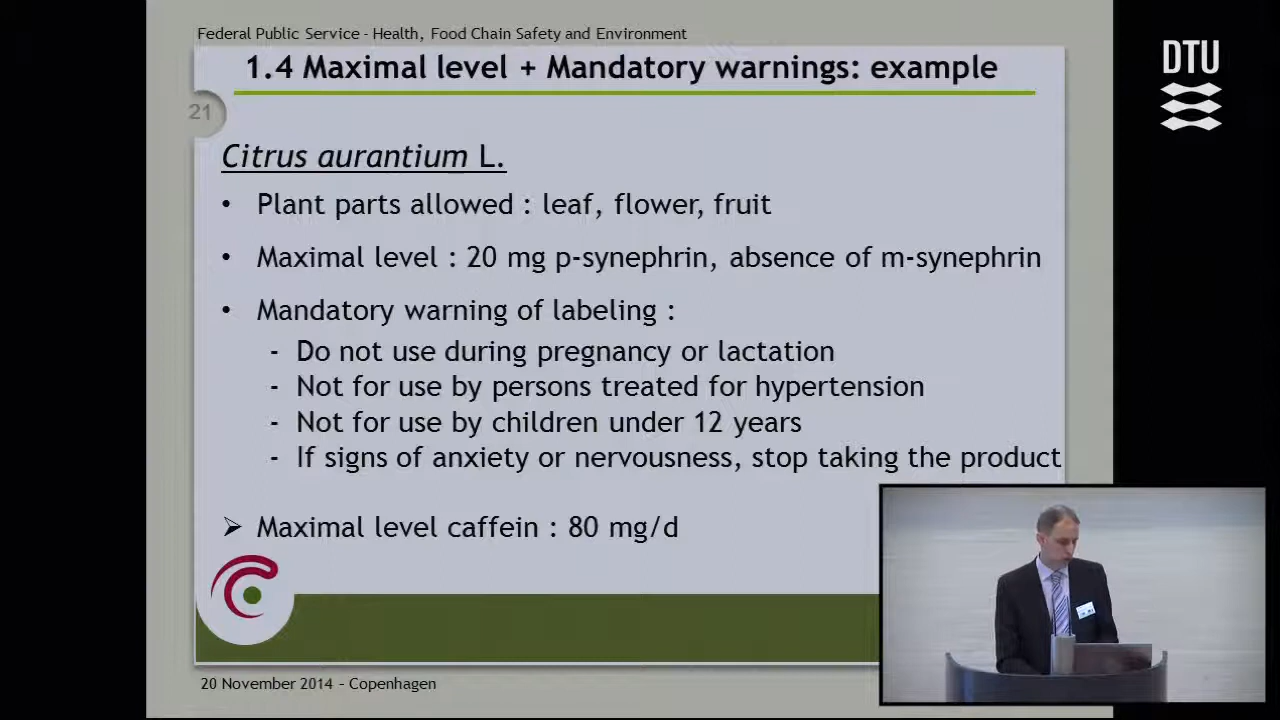 Federal Public Service - Health, Food Chain Safety and Environment
1.4 Maximal level + Mandatory warnings: example
DTU
21
Citrus aurantium L.
• Plant parts allowed : leaf, flower, fruit
• Maximal level : 20 mg p-synephrin, absence of m-synephrin
• Mandatory warning of labeling :
- Do not use during pregnancy or lactation
- Not for use by persons treated for hypertension
- Not for use by children under 12 years
- If signs of anxiety or nervousness, stop taking the product
➢ Maximal level caffein : 80 mg/d
20 November 2014 – Copenhagen